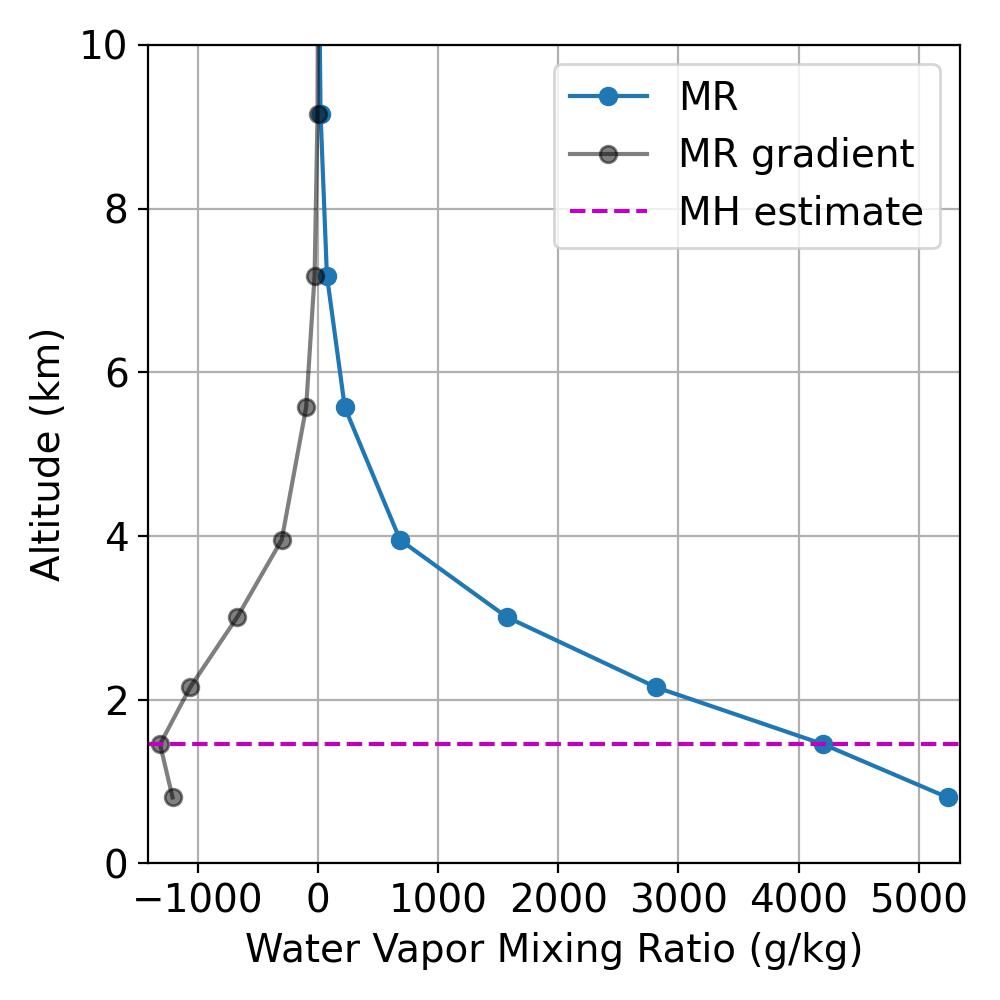 10
8
6
4
2
0
Altitude (km)
MR
MR gradient
MH estimate
−1000 0 1000 2000 3000 4000 5000
Water Vapor Mixing Ratio (g/kg)